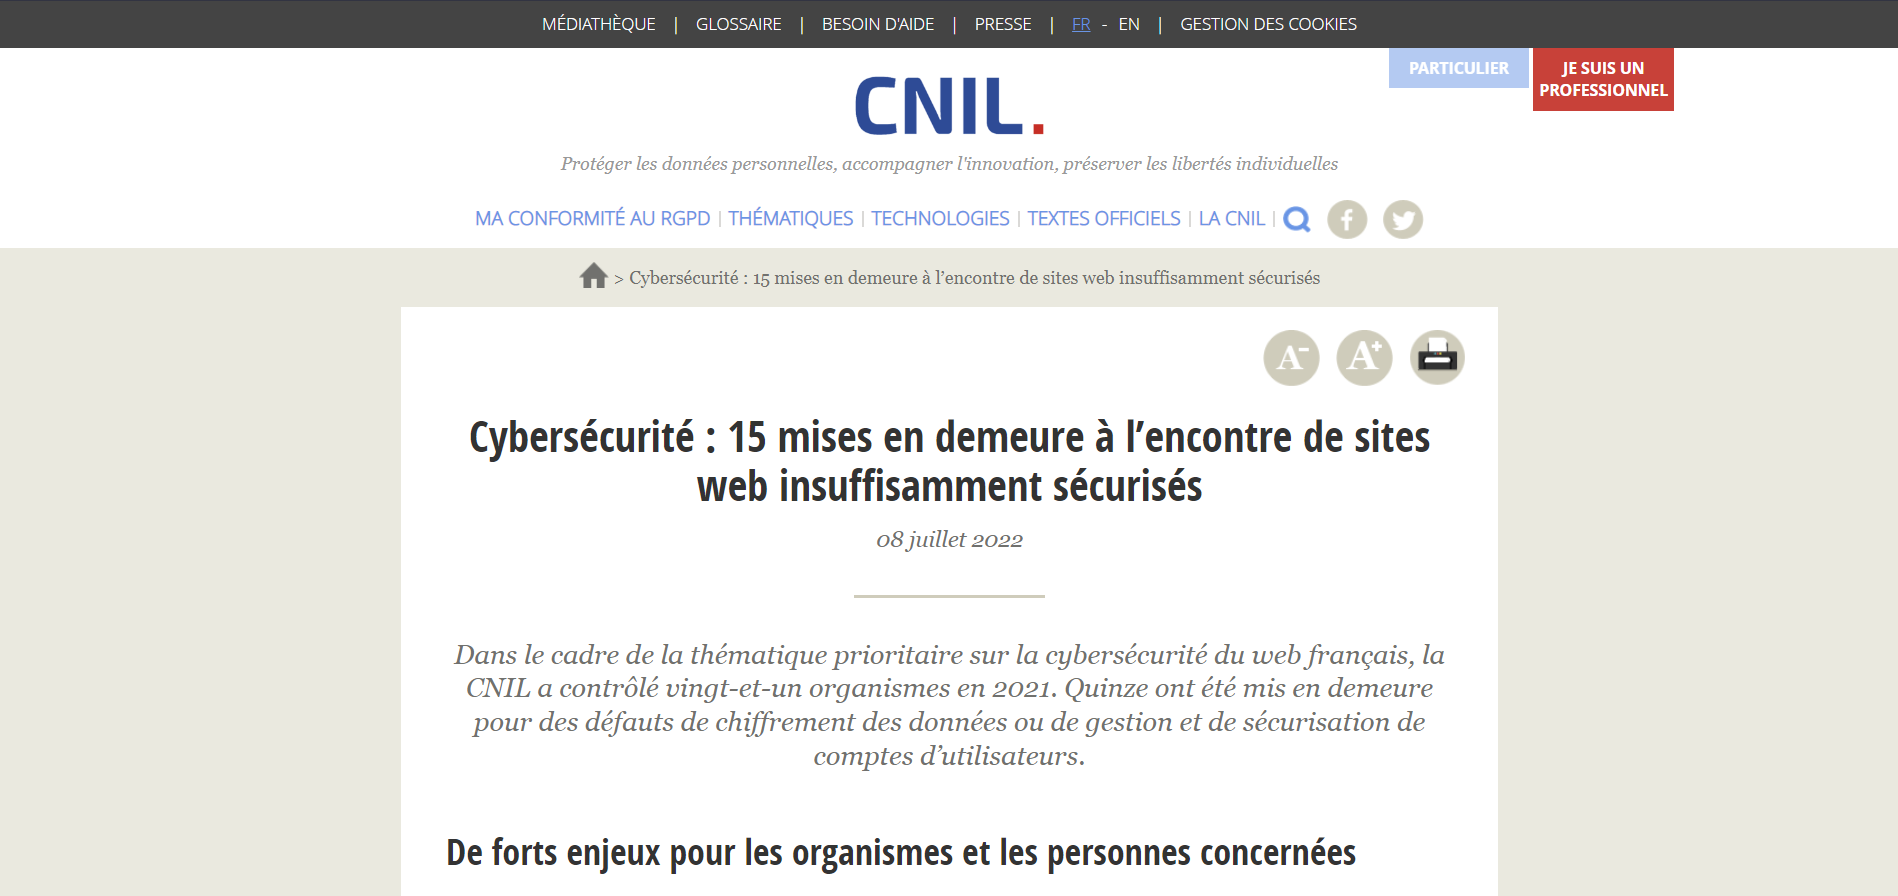 MÉDIATHÈQUE | GLOSSAIRE | BESOIN D'AIDE | PRESSE | FR - EN | GESTION DES COOKIES
PARTICULIER
JE SUIS UN
PROFESSIONNEL
CNIL.
Protéger les données personnelles, accompagner l'innovation, préserver les libertés individuelles
MA CONFORMITÉ AU RGPD | THÉMATIQUES | TECHNOLOGIES | TEXTES OFFICIELS | LA CNIL |
> Cybersécurité : 15 mises en demeure à l’encontre de sites web insuffisamment sécurisés
A- A+
Cybersécurité : 15 mises en demeure à l’encontre de sites
web insuffisamment sécurisés
08 juillet 2022
Dans le cadre de la thématique prioritaire sur la cybersécurité du web français, la
CNIL a contrôlé vingt-et-un organismes en 2021. Quinze ont été mis en demeure
pour des défauts de chiffrement des données ou de gestion et de sécurisation de
comptes d’utilisateurs.
De forts enjeux pour les organismes et les personnes concernées